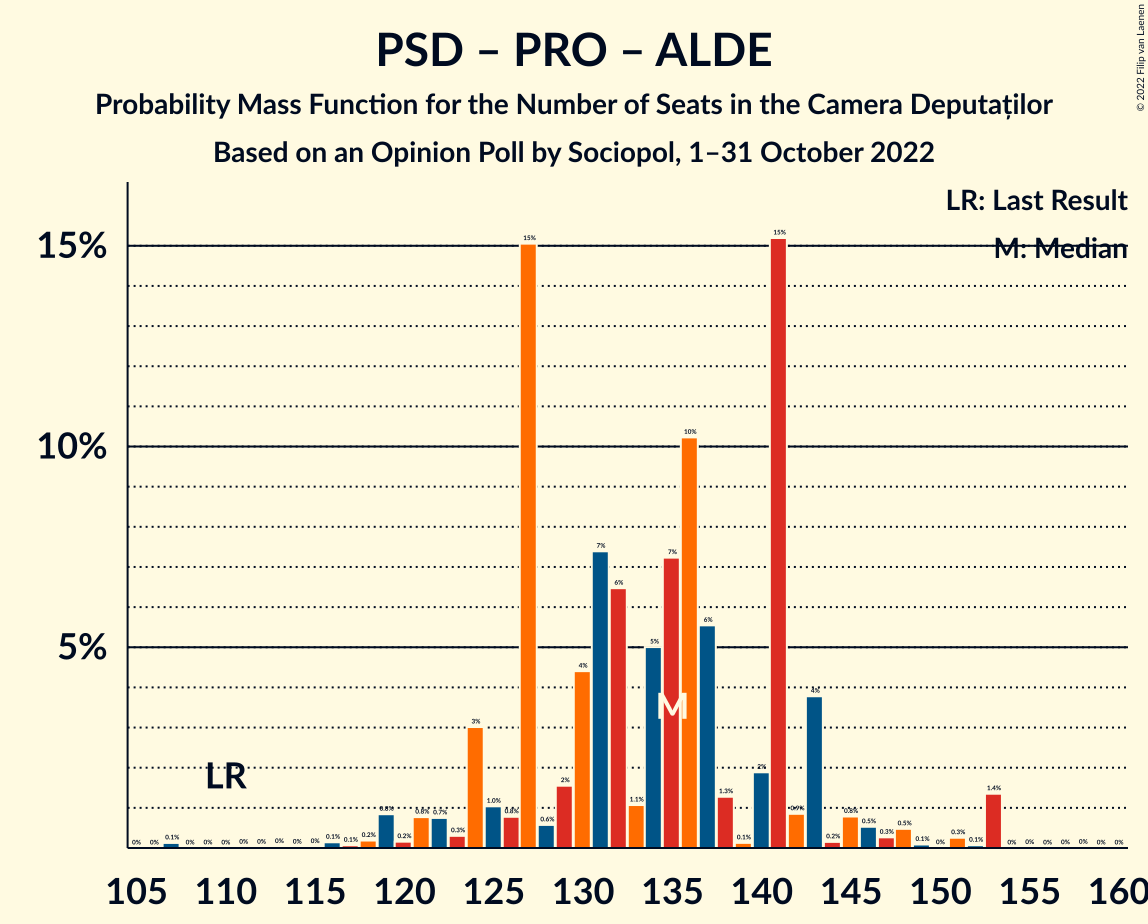 PSD – PRO – ALDE
Probability Mass Function for the Number of Seats in the Camera Deputaților
Based on an Opinion Poll by Sociopol, 1–31 October 2022
© 2022 Filip van Laenen
LR: Last Result
M: Median
15%
10%
5%
0% 0% 0.1% 0% 0% 0% 0% 0% 0% 0% 0% 0.1% 0.1% 0.2% 0.8% 0.2% 0.8% 0.7% 0.3% 3% 1.0% 0.8% 15% 0.6% 2% 4% 7% 6% 1.1% 5% 7% 10% 6% 1.3% 0.1% 2% 15% 0.9% 4% 0.2% 0.8% 0.5% 0.3% 0.5% 0.1% 0% 0.3% 0.1% 1.4% 0% 0% 0% 0% 0% 0% 0%
LR
M
105 110 115 120 125 130 135 140 145 150 155 160